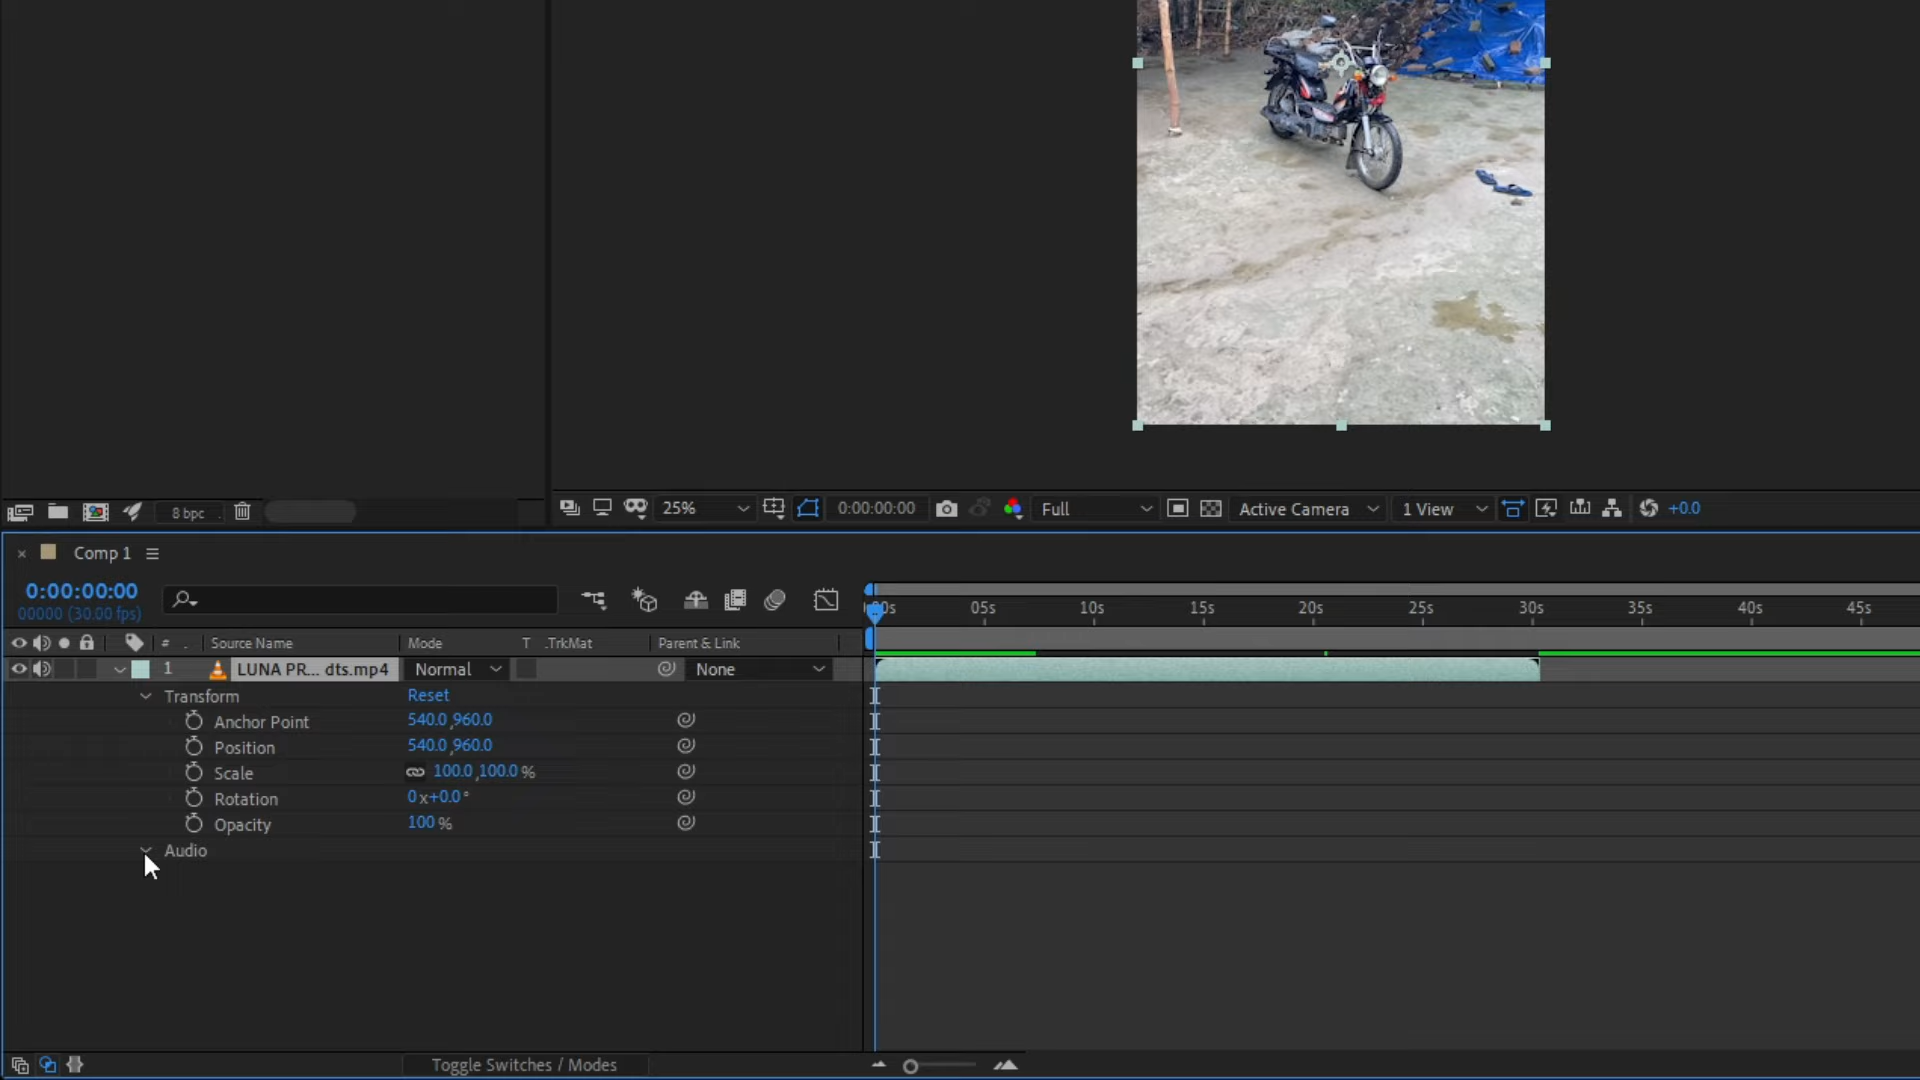 8 bpc
25%
0:00:00:00
Full
Active Camera
1 View
+0.0
Comp 1
0:00:00:00
00000 (30.00 fps)
00s 05s 10s 15s 20s 25s 30s 35s 40s 45s
# . Source Name Mode T .TrkMat Parent & Link
1 LUNA PR... dts.mp4 Normal None
Transform Reset
Anchor Point 540.0,960.0
Position 540.0,960.0
Scale 100.0,100.0%
Rotation 0x+0.0°
Opacity 100%
Audio
Toggle Switches / Modes